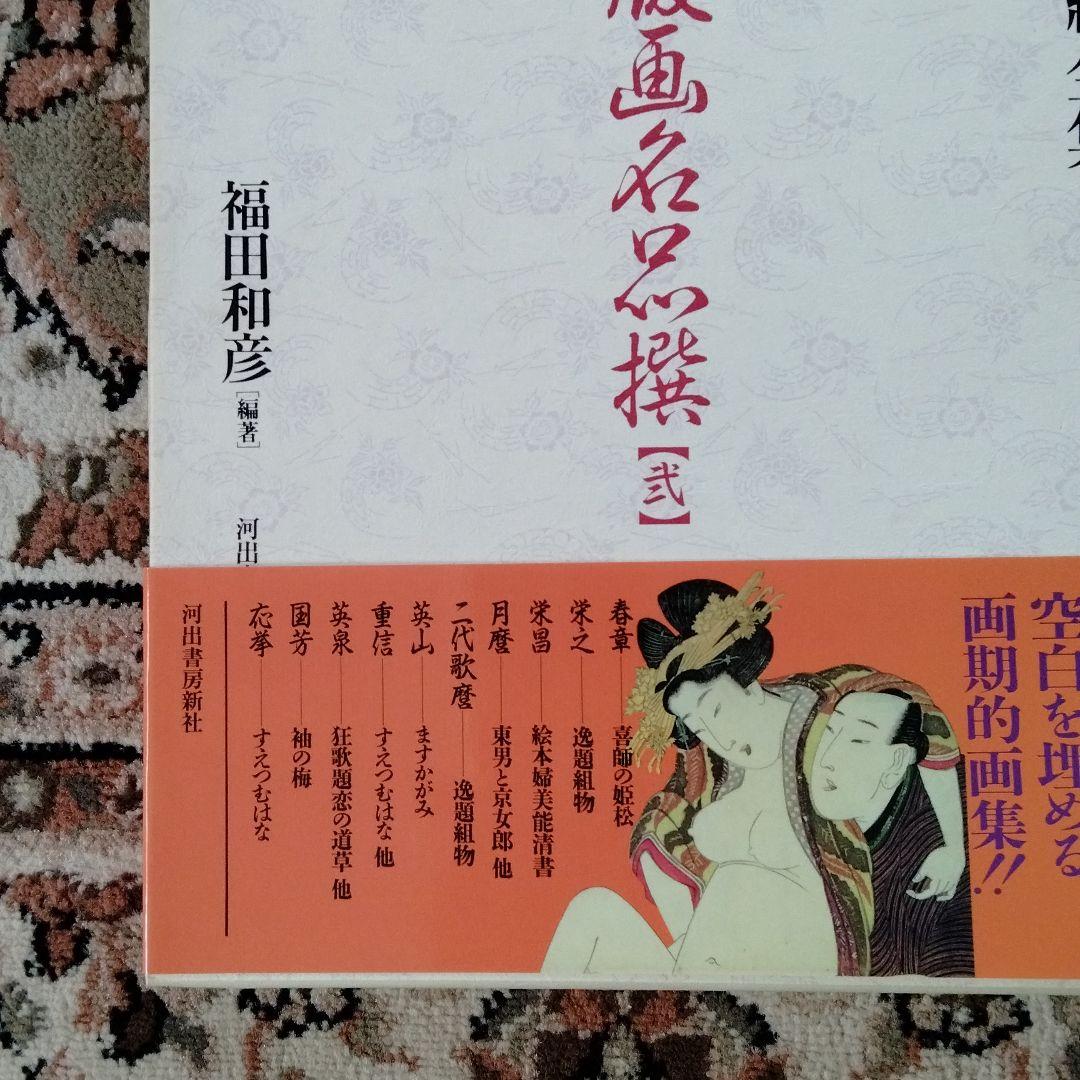 版画名品撰【弐】
福田和彦［編著］
河出
空白を埋める
画期的画集!!
春章――喜師の姫松
栄之――逸題組物
栄昌――絵本婦美能清書
月麿――東男と京女郎 他
二代歌麿――逸題組物
英山――ますかがみ
重信――すえつむはな 他
英泉――狂歌題恋の道草 他
国芳――袖の梅
応挙――すえつむはな
河出書房新社